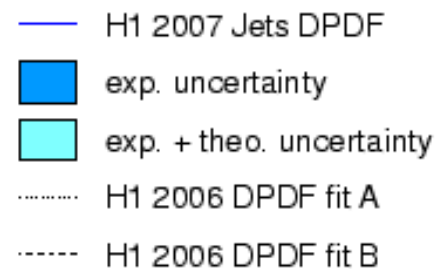 H1 2007 Jets DPDF
exp. uncertainty
exp. + theo. uncertainty
H1 2006 DPDF fit A
H1 2006 DPDF fit B